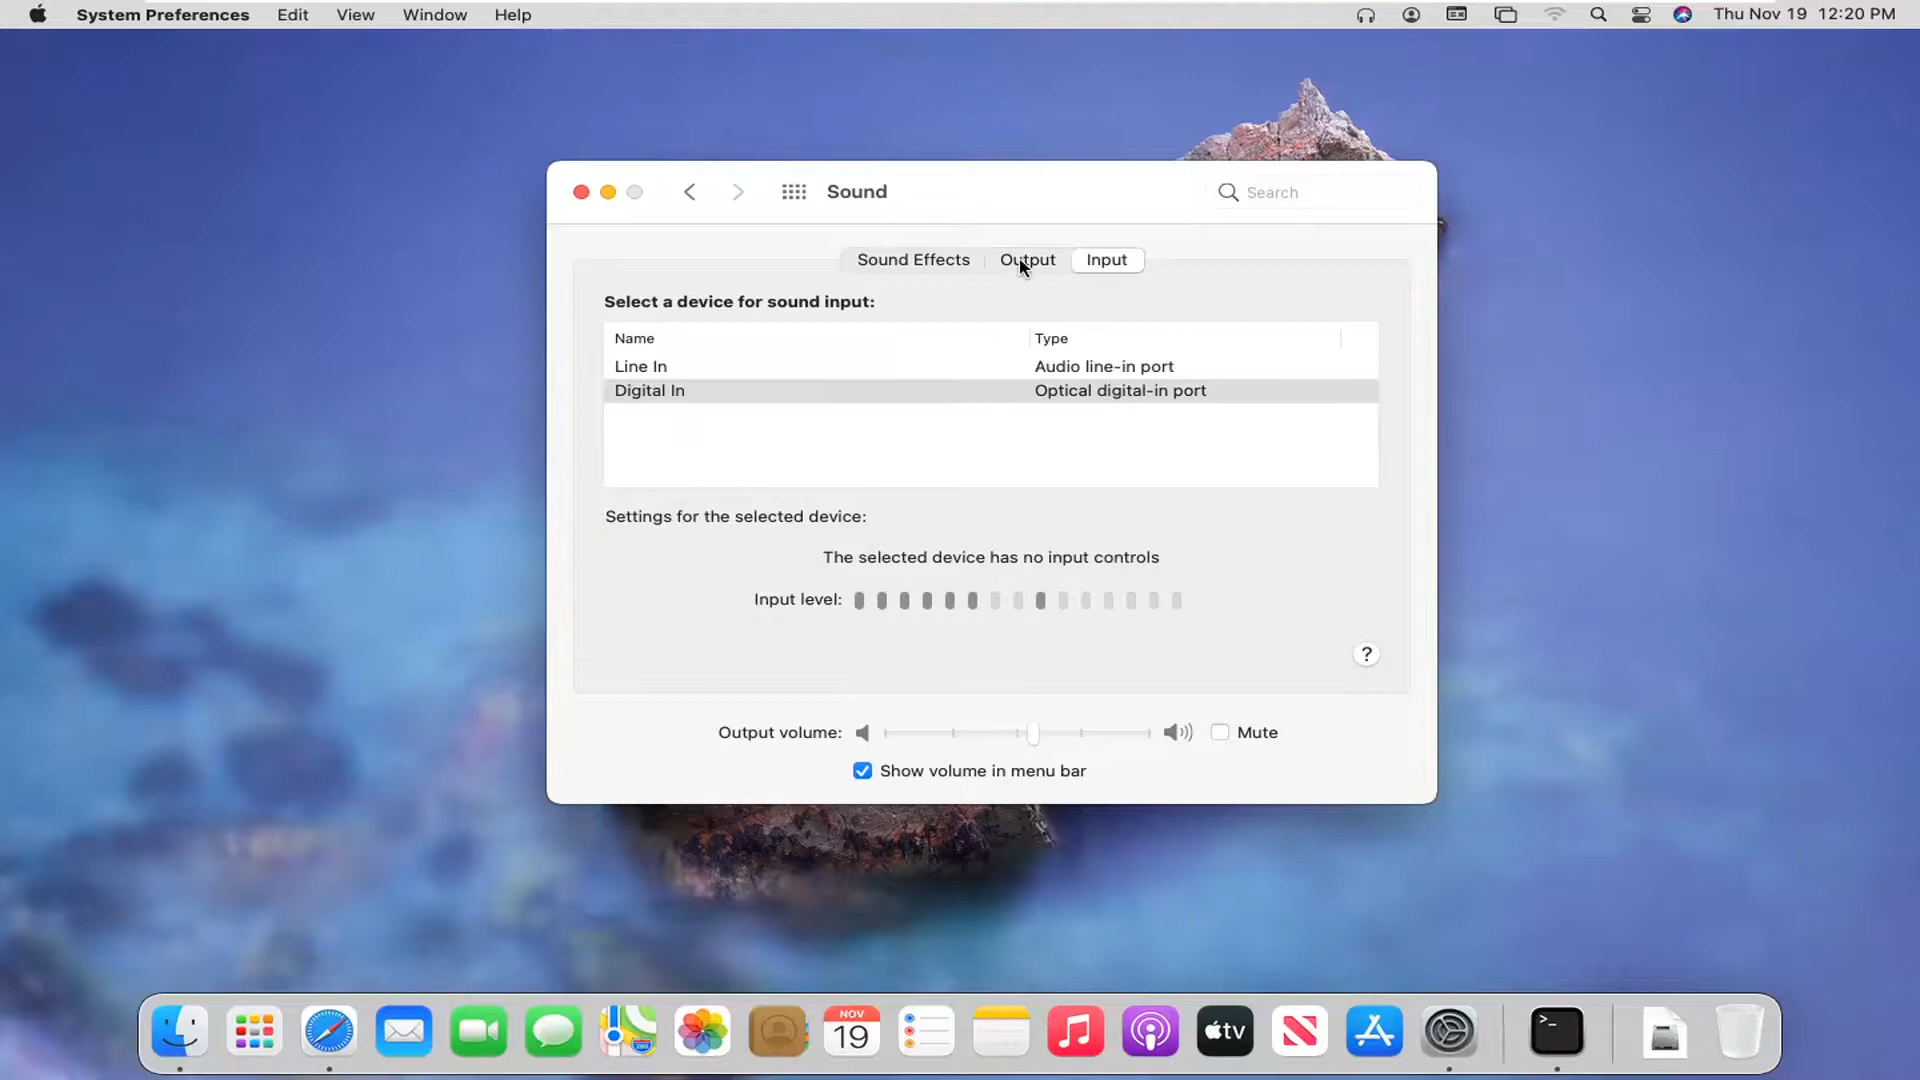 System Preferences Edit View Window Help Thu Nov 19 12:20 PM
Sound Search
Sound Effects Output Input
Select a device for sound input:
Name Type
Line In Audio line-in port
Digital In Optical digital-in port
Settings for the selected device:
The selected device has no input controls
Input level:
?
Output volume: Mute
Show volume in menu bar
NOV
19
280
tv
>_